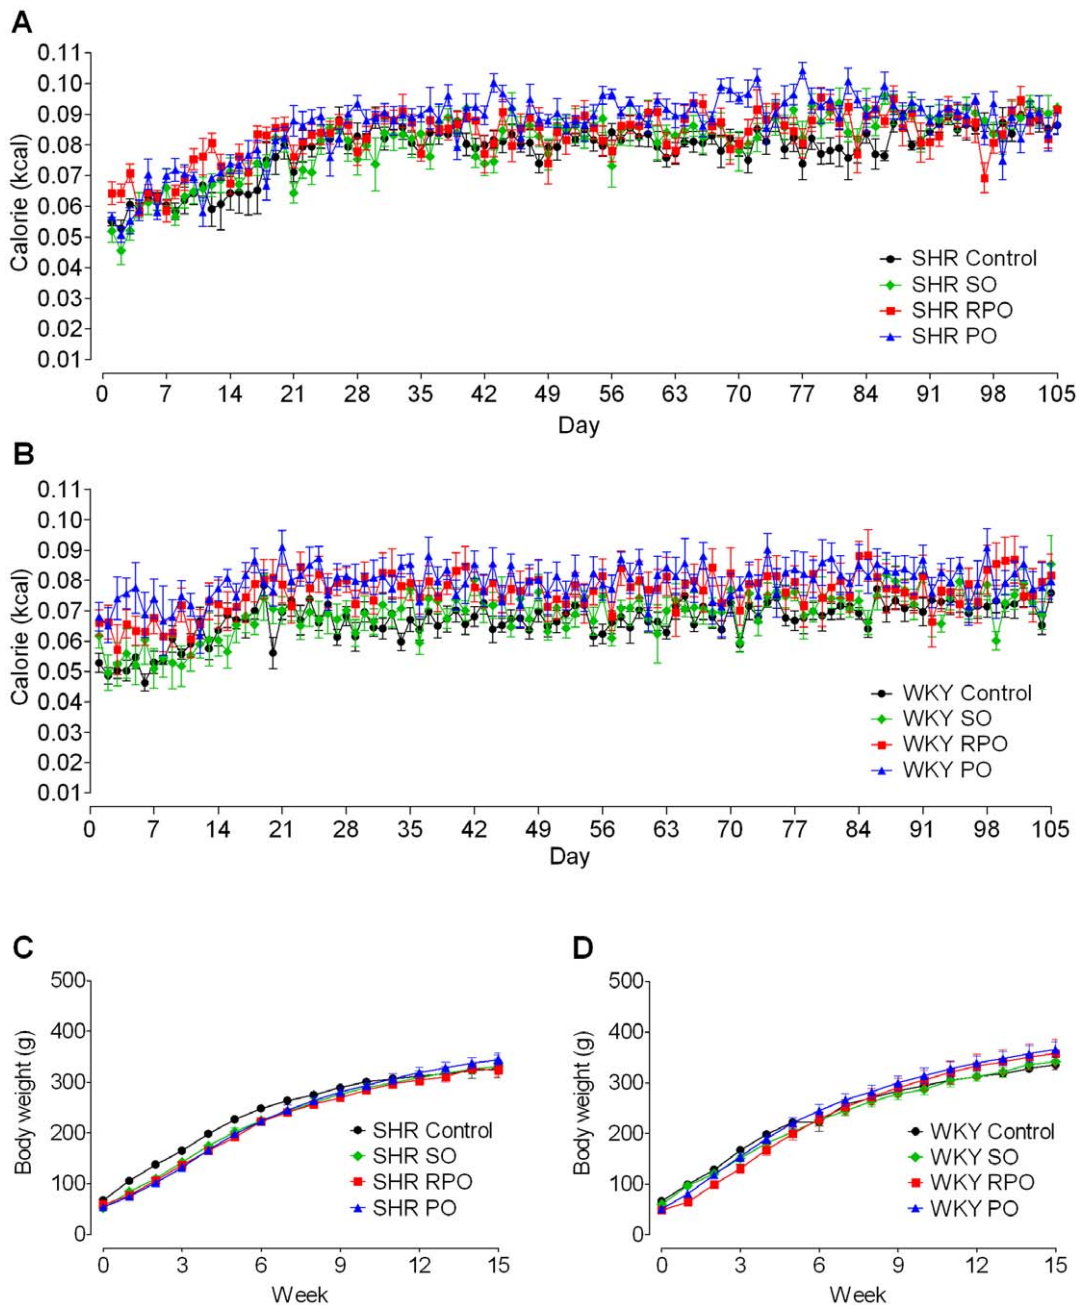 A
Calorie (kcal)
0.11
0.10
0.09
0.08
0.07
0.06
0.05
0.04
0.03
0.02
0.01
SHR Control
SHR SO
SHR RPO
SHR PO
0 7 14 21 28 35 42 49 56 63 70 77 84 91 98 105
Day
B
Calorie (kcal)
0.11
0.10
0.09
0.08
0.07
0.06
0.05
0.04
0.03
0.02
0.01
WKY Control
WKY SO
WKY RPO
WKY PO
0 7 14 21 28 35 42 49 56 63 70 77 84 91 98 105
Day
C
Body weight (g)
500
400
300
200
100
0
SHR Control
SHR SO
SHR RPO
SHR PO
0 3 6 9 12 15
Week
D
Body weight (g)
500
400
300
200
100
0
WKY Control
WKY SO
WKY RPO
WKY PO
0 3 6 9 12 15
Week